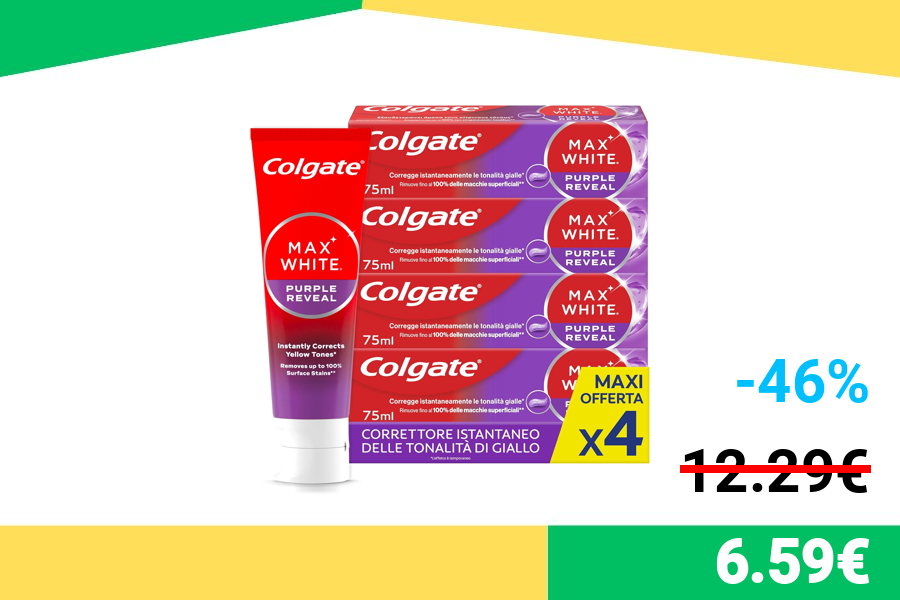 Colgate®
MAX
WHITE®
PURPLE
REVEAL
Instantly Corrects
Yellow Tones*
Removes up to 100%
Surface Stains**
Colgate®
MAX
WHITE®
PURPLE
Colgate®
Corregge istantaneamente le tonalità gialle*
Rimuove fino al 100% delle macchie superficiali**
75ml
MAX
WHITE®
PURPLE
REVEAL
Colgate®
Corregge istantaneamente le tonalità gialle*
Rimuove fino al 100% delle macchie superficiali**
75ml
MAX
WHITE®
PURPLE
REVEAL
Colgate®
Corregge istantaneamente le tonalità gialle*
Rimuove fino al 100% delle macchie superficiali**
75ml
MAX
WHITE®
PURPLE
REVEAL
Colgate®
Corregge istantaneamente le tonalità gialle*
Rimuove fino al 100% delle macchie superficiali**
75ml
MAXI
OFFERTA
x4
CORRETTORE ISTANTANEO
DELLE TONALITÀ DI GIALLO
-46%
12.29€
6.59€